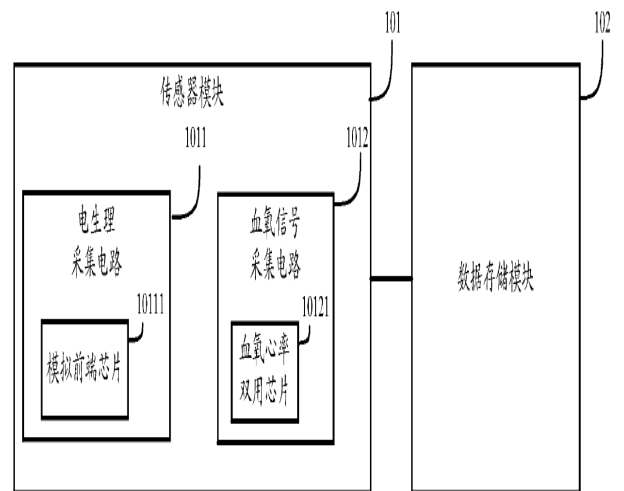 101
102
传感器模块
1011
1012
电生理
采集电路
血氧信号
采集电路
数据存储模块
10111
10121
模拟前端芯片
血氧心率
双用芯片